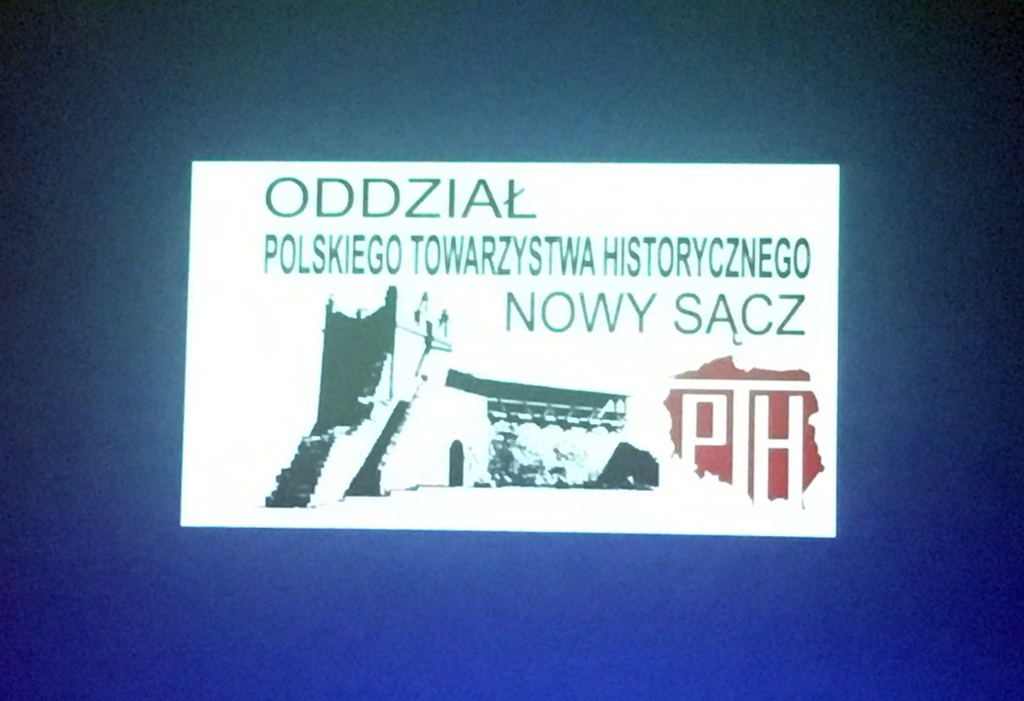 ODDZIAŁ
POLSKIEGO TOWARZYSTWA HISTORYCZNEGO
NOWY SĄCZ
PTH